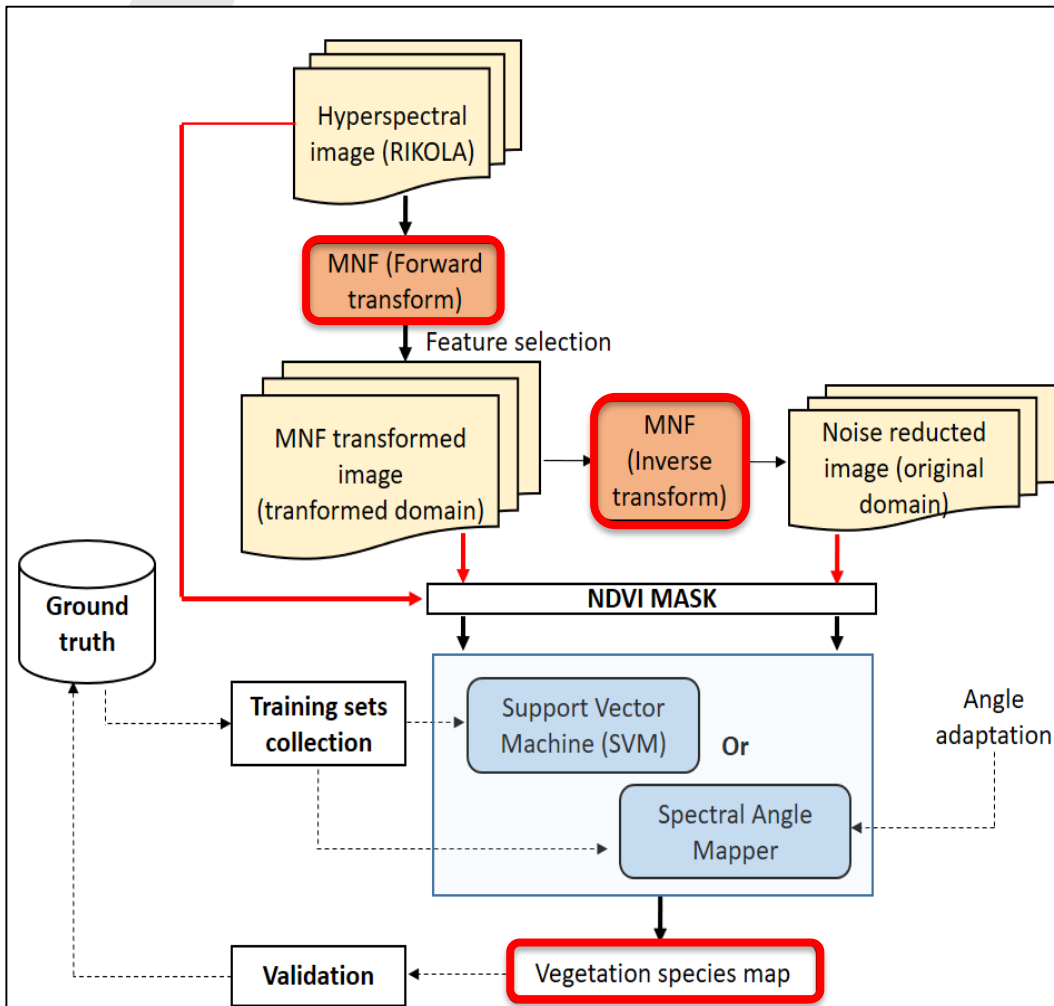 Hyperspectral
image (RIKOLA)
MNF (Forward
transform)
Feature selection
MNF transformed
image
(tranformed domain)
MNF
(Inverse
transform)
Noise reducted
image (original
domain)
NDVI MASK
Ground
truth
Training sets
collection
Support Vector
Machine (SVM)
Or
Angle
adaptation
Spectral Angle
Mapper
Validation
Vegetation species map